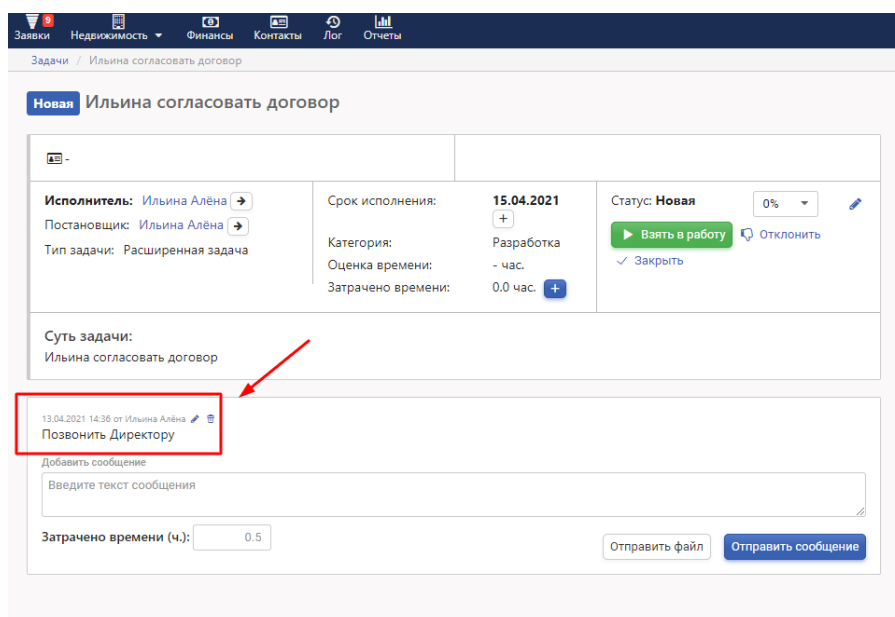 9
Заявки Недвижимость Финансы Контакты Лог Отчеты
Задачи / Ильина согласовать договор
Новая Ильина согласовать договор
-
Исполнитель: Ильина Алёна
Постановщик: Ильина Алёна
Тип задачи: Расширенная задача
Срок исполнения: 15.04.2021
+
Категория: Разработка
Оценка времени: - час.
Затрачено времени: 0.0 час. +
Статус: Новая 0%
Взять в работу Отклонить
Закрыть
Суть задачи:
Ильина согласовать договор
13.04.2021 14:36 от Ильина Алёна
Позвонить Директору
Добавить сообщение
Введите текст сообщения
Затрачено времени (ч.): 0.5
Отправить файл Отправить сообщение